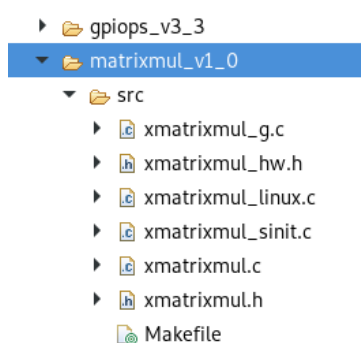 gpiops_v3_3
matrixmul_v1_0
src
xmatrixmul_g.c
xmatrixmul_hw.h
xmatrixmul_linux.c
xmatrixmul_sinit.c
xmatrixmul.c
xmatrixmul.h
Makefile